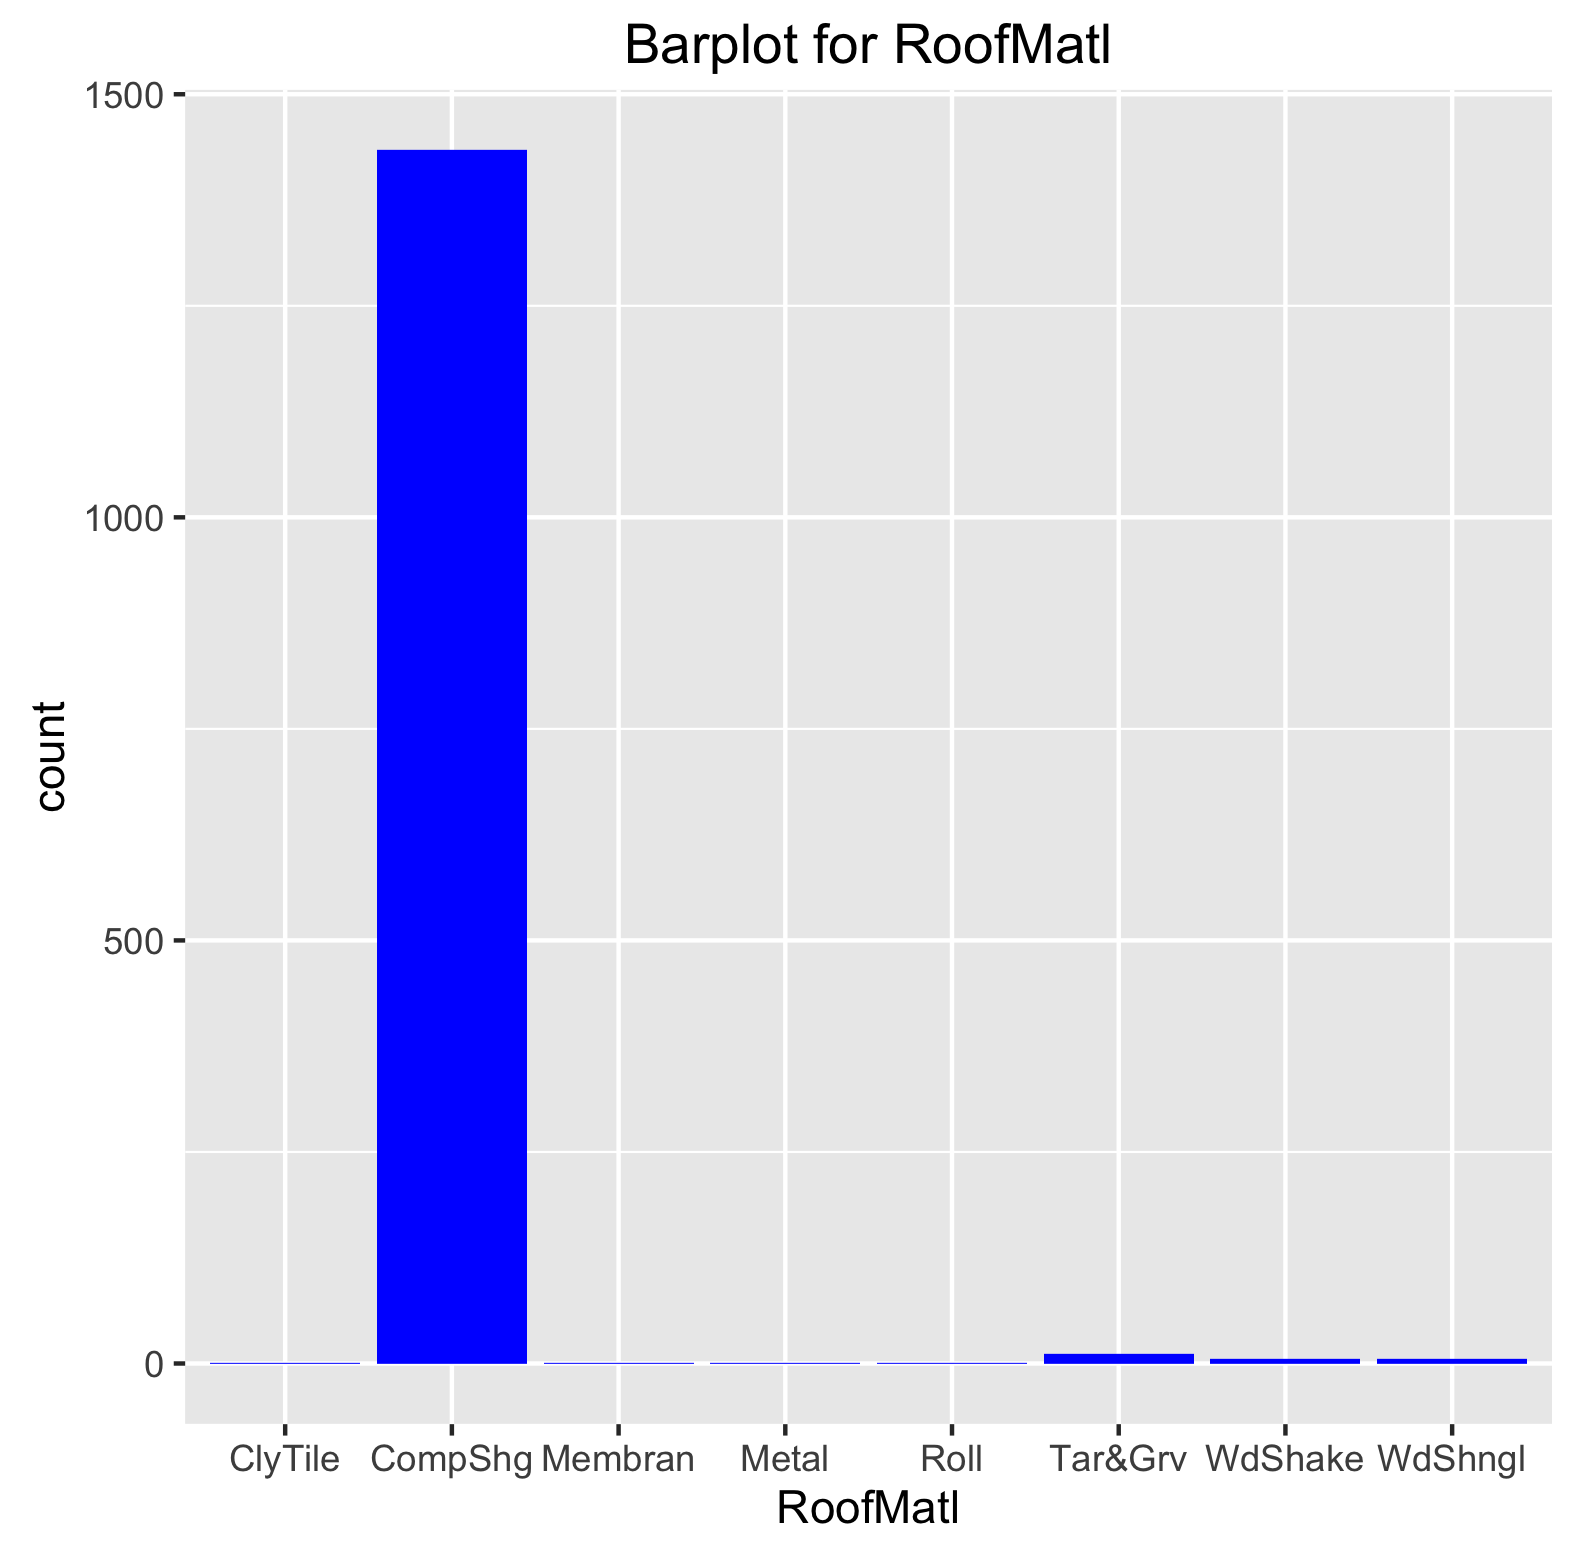 Barplot for RoofMatl
1500
1000
500
0
count
ClyTile CompShg Membran Metal Roll Tar&Grv WdShake WdShngl
RoofMatl